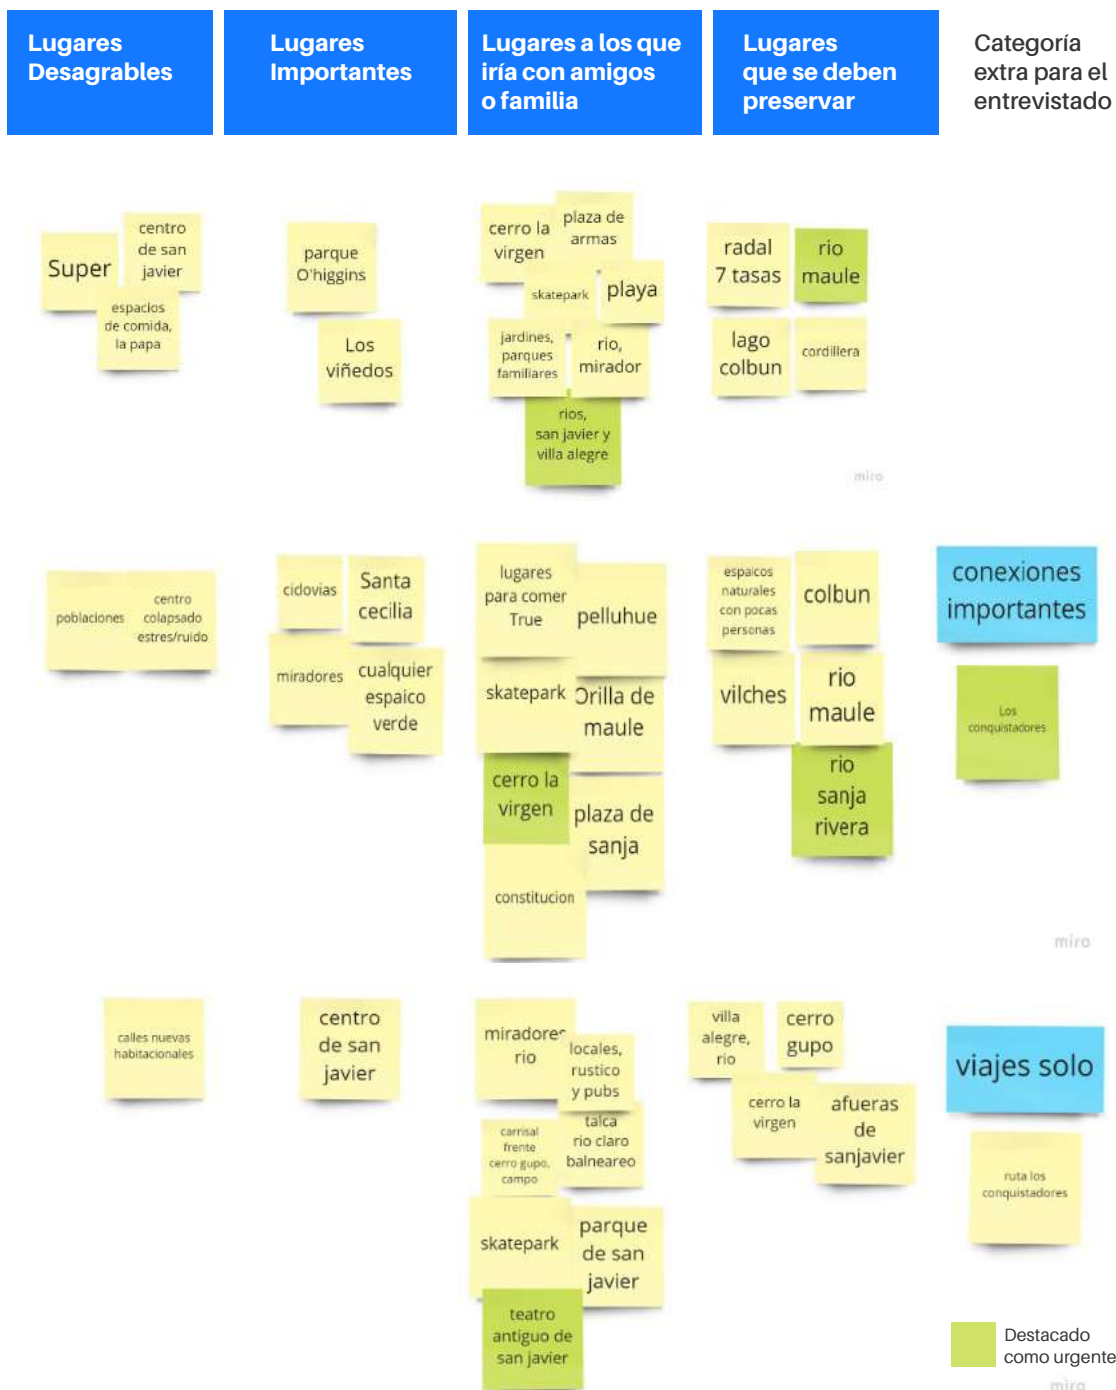 Lugares
Desagrables
Lugares
Importantes
Lugares a los que
iría con amigos
o familia
Lugares
que se deben
preservar
Categoría
extra para el
entrevistado
Super
centro
de san
javier
espacios
de comida,
la papa
parque
O'higgins
Los
viñedos
cerro la
virgen
plaza de
armas
skatepark
playa
jardines,
parques
familiares
rio,
mirador
rios,
san javier y
villa alegre
radal
7 tasas
rio
maule
lago
colbun
cordillera
miro
poblaciones
centro
colapsado
estres/ruido
ciclovias
Santa
cecilia
miradores
cualquier
espaico
verde
lugares
para comer
True
pelluhue
skatepark
Orilla de
maule
cerro la
virgen
plaza de
sanja
constitucion
espaicos
naturales
con pocas
personas
colbun
vilches
rio
maule
rio
sanja
rivera
conexiones
importantes
Los
conquistadores
miro
calles nuevas
habitacionales
centro
de san
javier
miradores
rio
locales,
rustico
y pubs
carrisal
frente
cerro gupo,
campo
talca
rio claro
balneareo
skatepark
parque
de san
javier
teatro
antiguo de
san javier
villa
alegre,
rio
cerro
gupo
cerro la
virgen
afueras
de
sanjavier
viajes solo
ruta los
conquistadores
Destacado
como urgente
miro